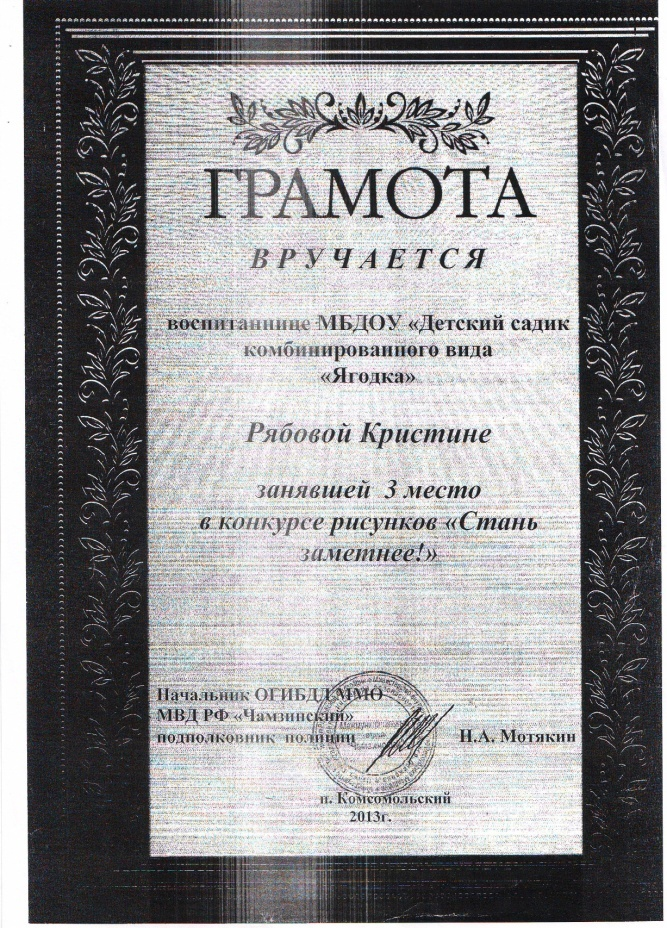 ГРАМОТА
ВРУЧАЕТСЯ
воспитаннице МБДОУ «Детский садик
комбинированного вида
«Ягодка»
Рябовой Кристине
занявшей 3 место
в конкурсе рисунков «Стань
заметнее!»
Начальник ОГИБДД ММО
МВД РФ «Чамзинский»
подполковник полиции
Н.А. Мотякин
п. Комсомольский
2013г.